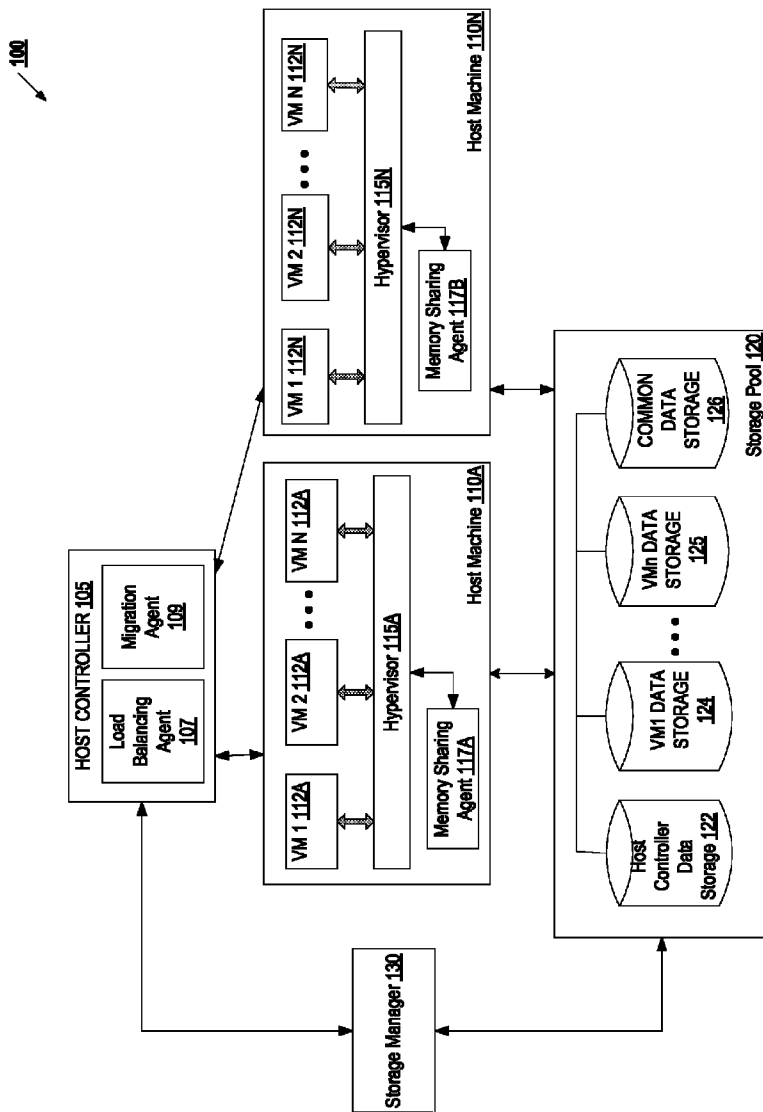 100
HOST CONTROLLER 105
Load
Balancing
Agent
107
Migration
Agent
109
VM 1 112A
VM 2 112A
VM N 112A
Hypervisor 115A
Memory Sharing
Agent 117A
Host Machine 110A
VM 1 112N
VM 2 112N
VM N 112N
Hypervisor 115N
Memory Sharing
Agent 117B
Host Machine 110N
Storage Manager 130
Host
Controller
Data
Storage 122
VM1 DATA
STORAGE
124
VMn DATA
STORAGE
125
COMMON
DATA
STORAGE
126
Storage Pool 120